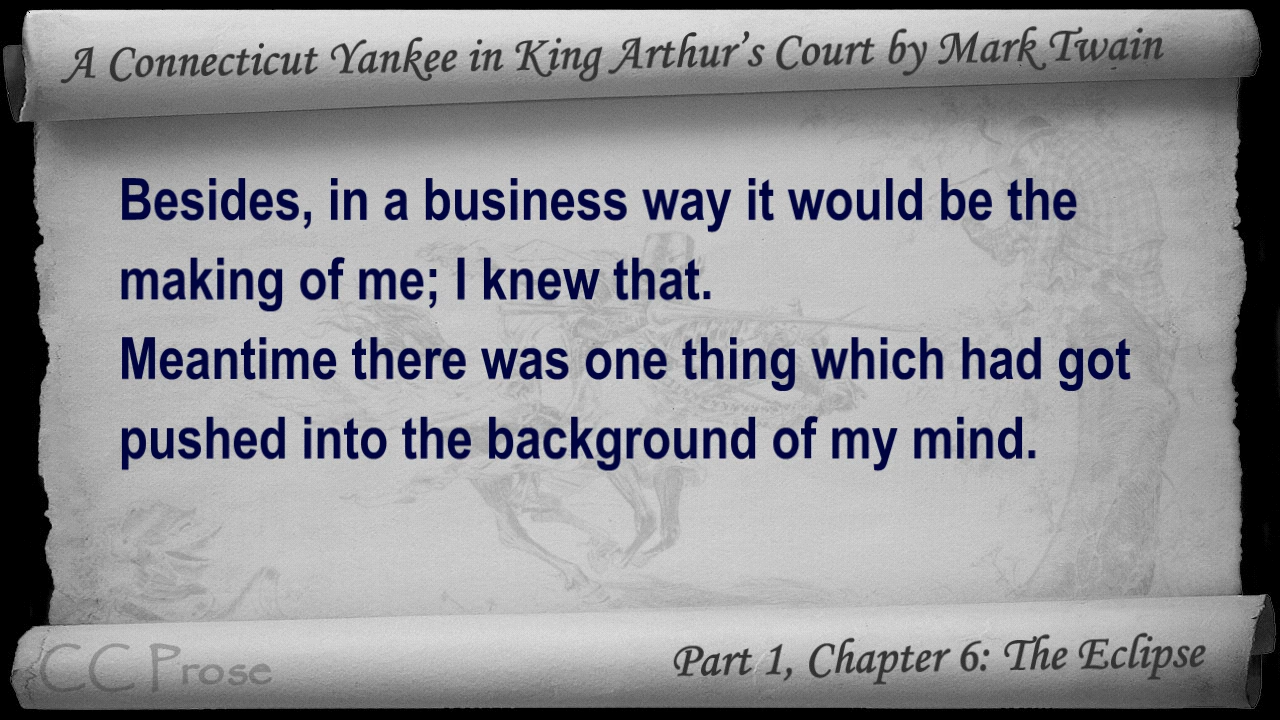 A Connecticut Yankee in King Arthur's Court by Mark Twain
Besides, in a business way it would be the
making of me; I knew that.
Meantime there was one thing which had got
pushed into the background of my mind.
CC Prose
Part 1, Chapter 6: The Eclipse